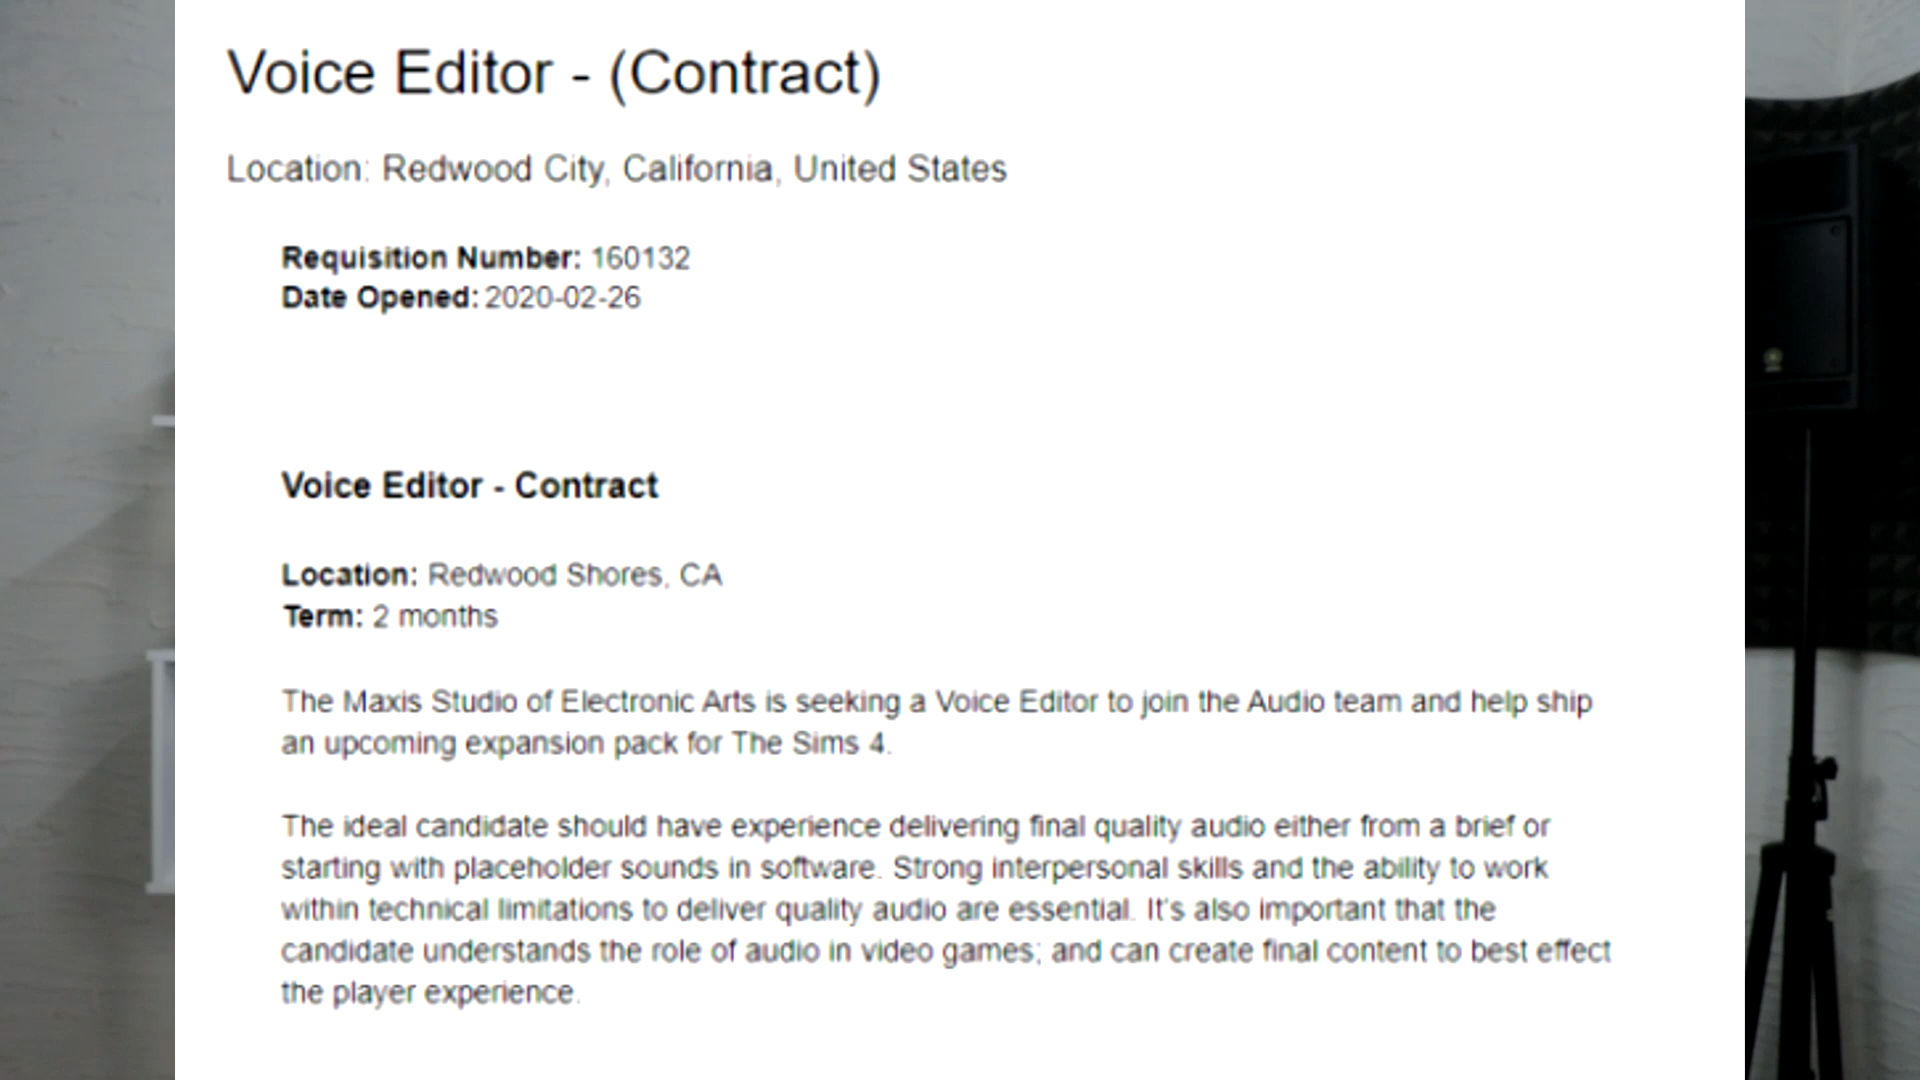 Voice Editor - (Contract)
Location: Redwood City, California, United States
Requisition Number: 160132
Date Opened: 2020-02-26
Voice Editor - Contract
Location: Redwood Shores, CA
Term: 2 months
The Maxis Studio of Electronic Arts is seeking a Voice Editor to join the Audio team and help ship
an upcoming expansion pack for The Sims 4.
The ideal candidate should have experience delivering final quality audio either from a brief or
starting with placeholder sounds in software. Strong interpersonal skills and the ability to work
within technical limitations to deliver quality audio are essential. It's also important that the
candidate understands the role of audio in video games; and can create final content to best effect
the player experience.